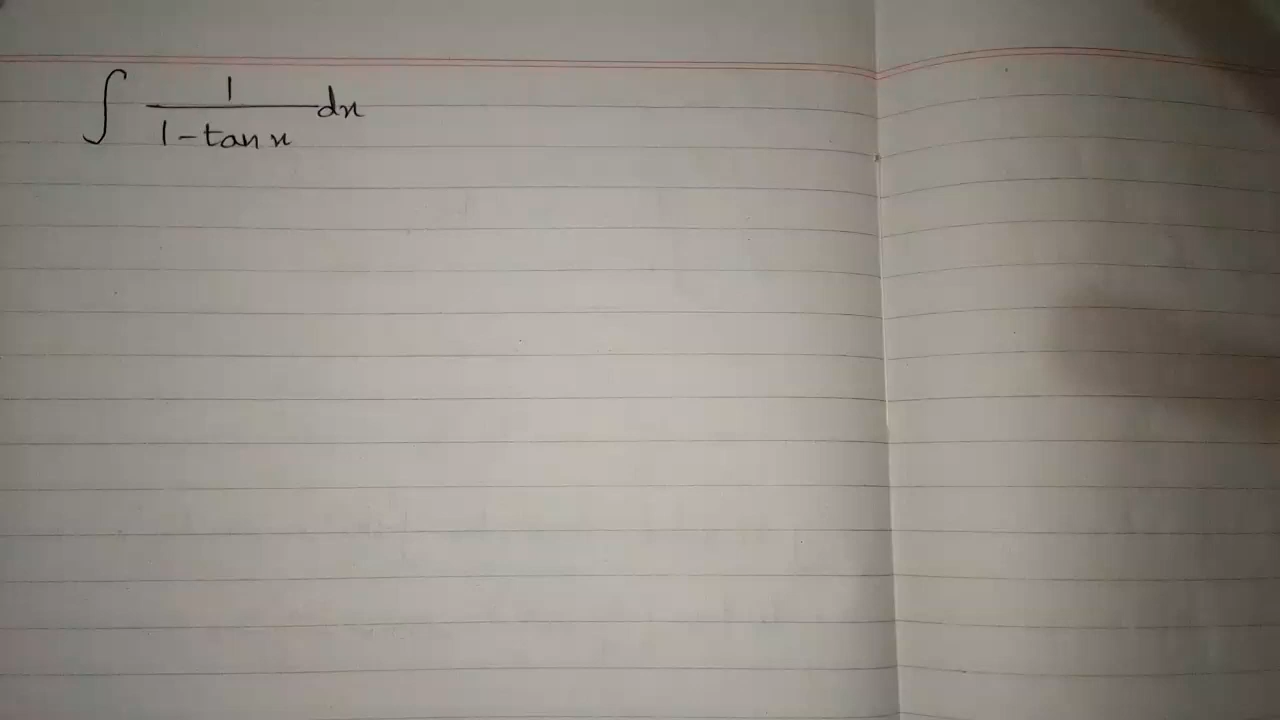 ∫ 1/(1-tan x) dx